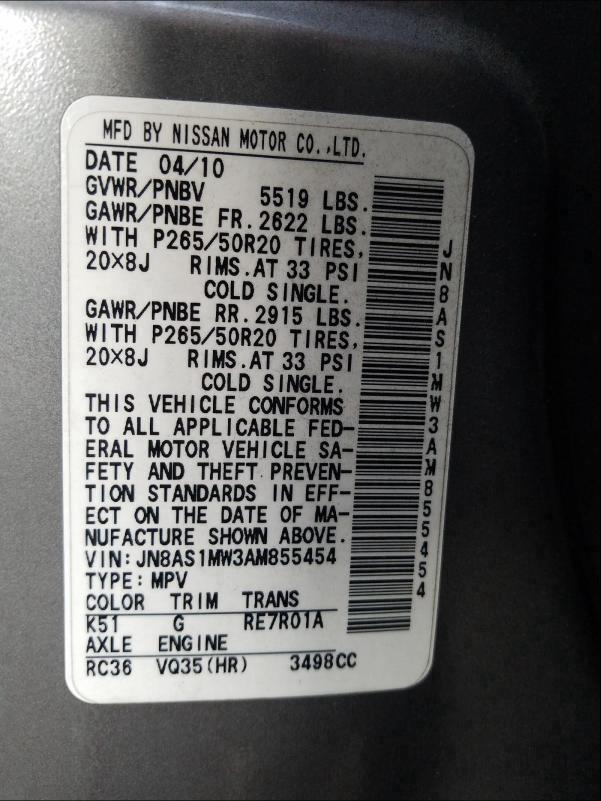 MFD BY NISSAN MOTOR CO.,LTD.
DATE 04/10
GVWR/PNBV 5519 LBS.
GAWR/PNBE FR.2622 LBS.
WITH P265/50R20 TIRES,
20×8J RIMS.AT 33 PSI
COLD SINGLE.
GAWR/PNBE RR.2915 LBS.
WITH P265/50R20 TIRES,
20×8J RIMS.AT 33 PSI
COLD SINGLE.
THIS VEHICLE CONFORMS
TO ALL APPLICABLE FED-
ERAL MOTOR VEHICLE SA-
FETY AND THEFT PREVEN-
TION STANDARDS IN EFF-
ECT ON THE DATE OF MA-
NUFACTURE SHOWN ABOVE.
VIN:JN8AS1MW3AM855454
TYPE:MPV
COLOR TRIM TRANS
K51 G RE7R01A
AXLE ENGINE
RC36 VQ35(HR) 3498CC
JN8AS1MW3AM855454